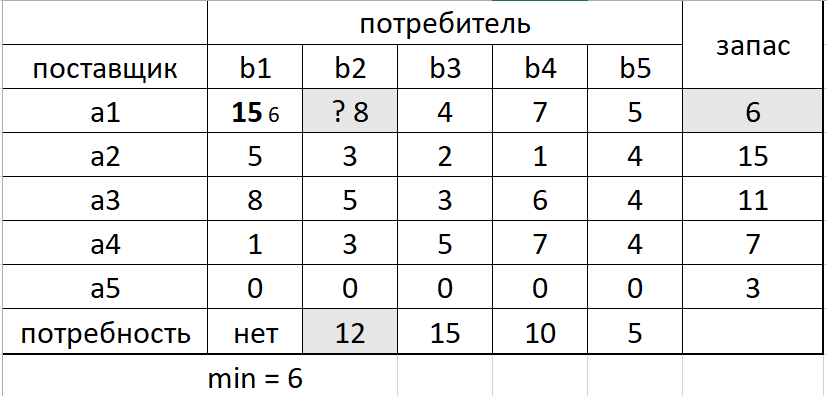 потребитель
запас
поставщик b1 b2 b3 b4 b5
a1 15 6 ? 8 4 7 5 6
a2 5 3 2 1 4 15
a3 8 5 3 6 4 11
a4 1 3 5 7 4 7
a5 0 0 0 0 0 3
потребность нет 12 15 10 5
min = 6